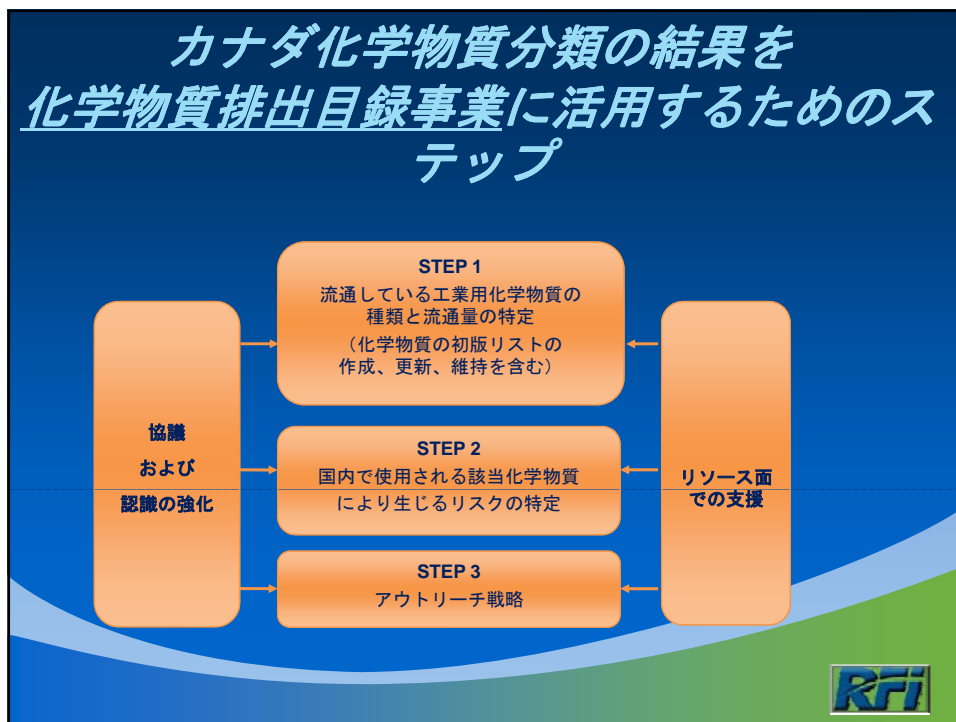 カナダ化学物質分類の結果を
化学物質排出目録事業に活用するためのス
テップ
STEP 1
流通している工業用化学物質の
種類と流通量の特定
（化学物質の初版リストの
作成、更新、維持を含む）
協議
および
認識の強化
STEP 2
国内で使用される該当化学物質
により生じるリスクの特定
リソース面
での支援
STEP 3
アウトリーチ戦略
RFi